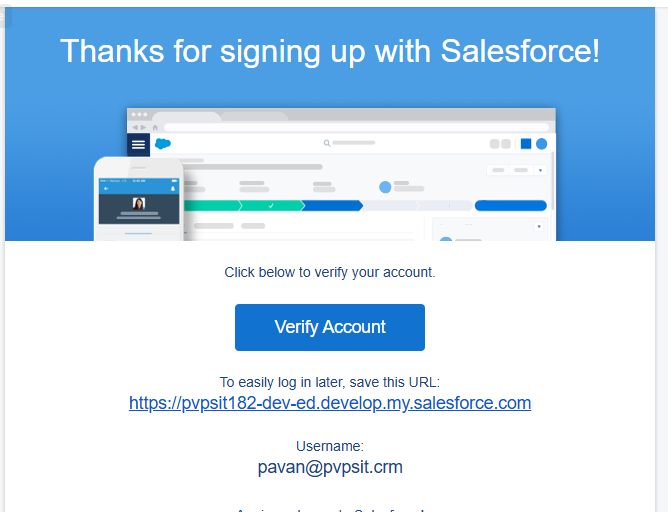 Thanks for signing up with Salesforce!
Click below to verify your account.
Verify Account
To easily log in later, save this URL:
https://pvpsit182-dev-ed.develop.my.salesforce.com
Username:
pavan@pvpsit.crm